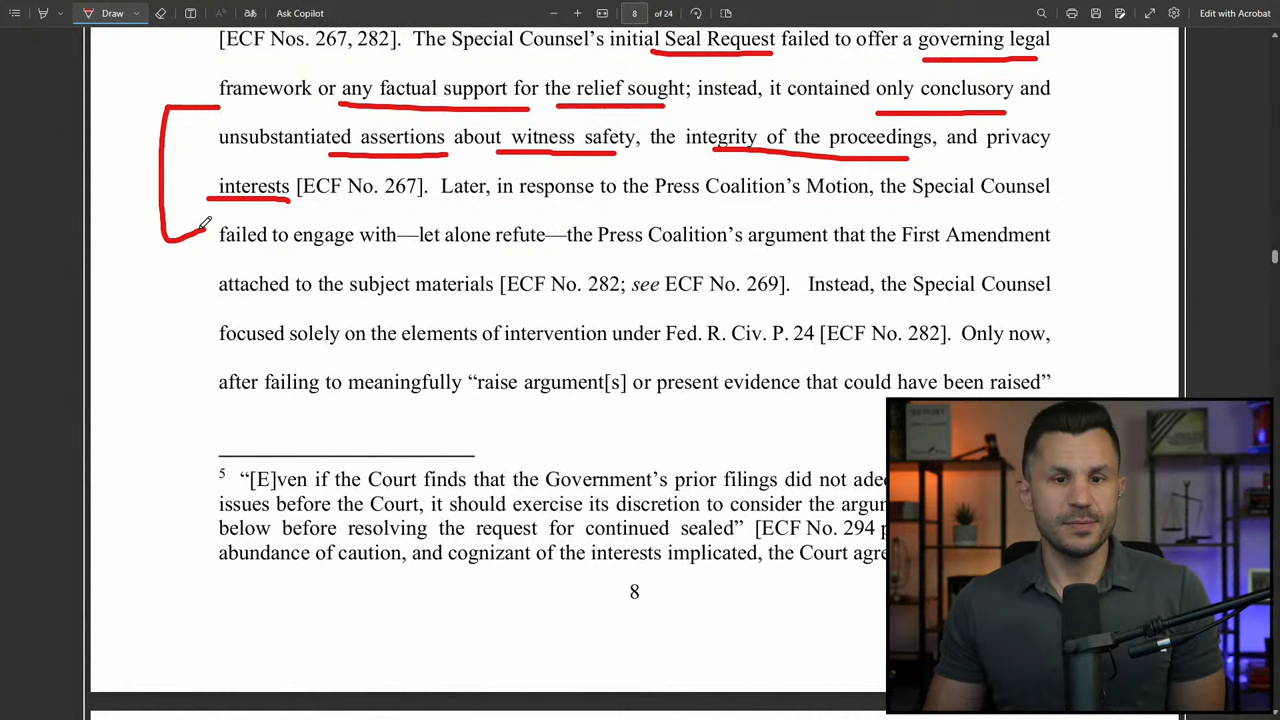 Draw
Ask Copilot
8 of 24
Edit with Acrobat
[ECF Nos. 267, 282]. The Special Counsel's initial Seal Request failed to offer a governing legal
framework or any factual support for the relief sought; instead, it contained only conclusory and
unsubstantiated assertions about witness safety, the integrity of the proceedings, and privacy
interests [ECF No. 267]. Later, in response to the Press Coalition's Motion, the Special Counsel
failed to engage with—let alone refute—the Press Coalition's argument that the First Amendment
attached to the subject materials [ECF No. 282; see ECF No. 269]. Instead, the Special Counsel
focused solely on the elements of intervention under Fed. R. Civ. P. 24 [ECF No. 282]. Only now,
after failing to meaningfully “raise argument[s] or present evidence that could have been raised”
5 “[E]ven if the Court finds that the Government's prior filings did not
issues before the Court, it should exercise its discretion to consider the
below before resolving the request for continued sealed” [ECF No. 294
abundance of caution, and cognizant of the interests implicated, the Court
8